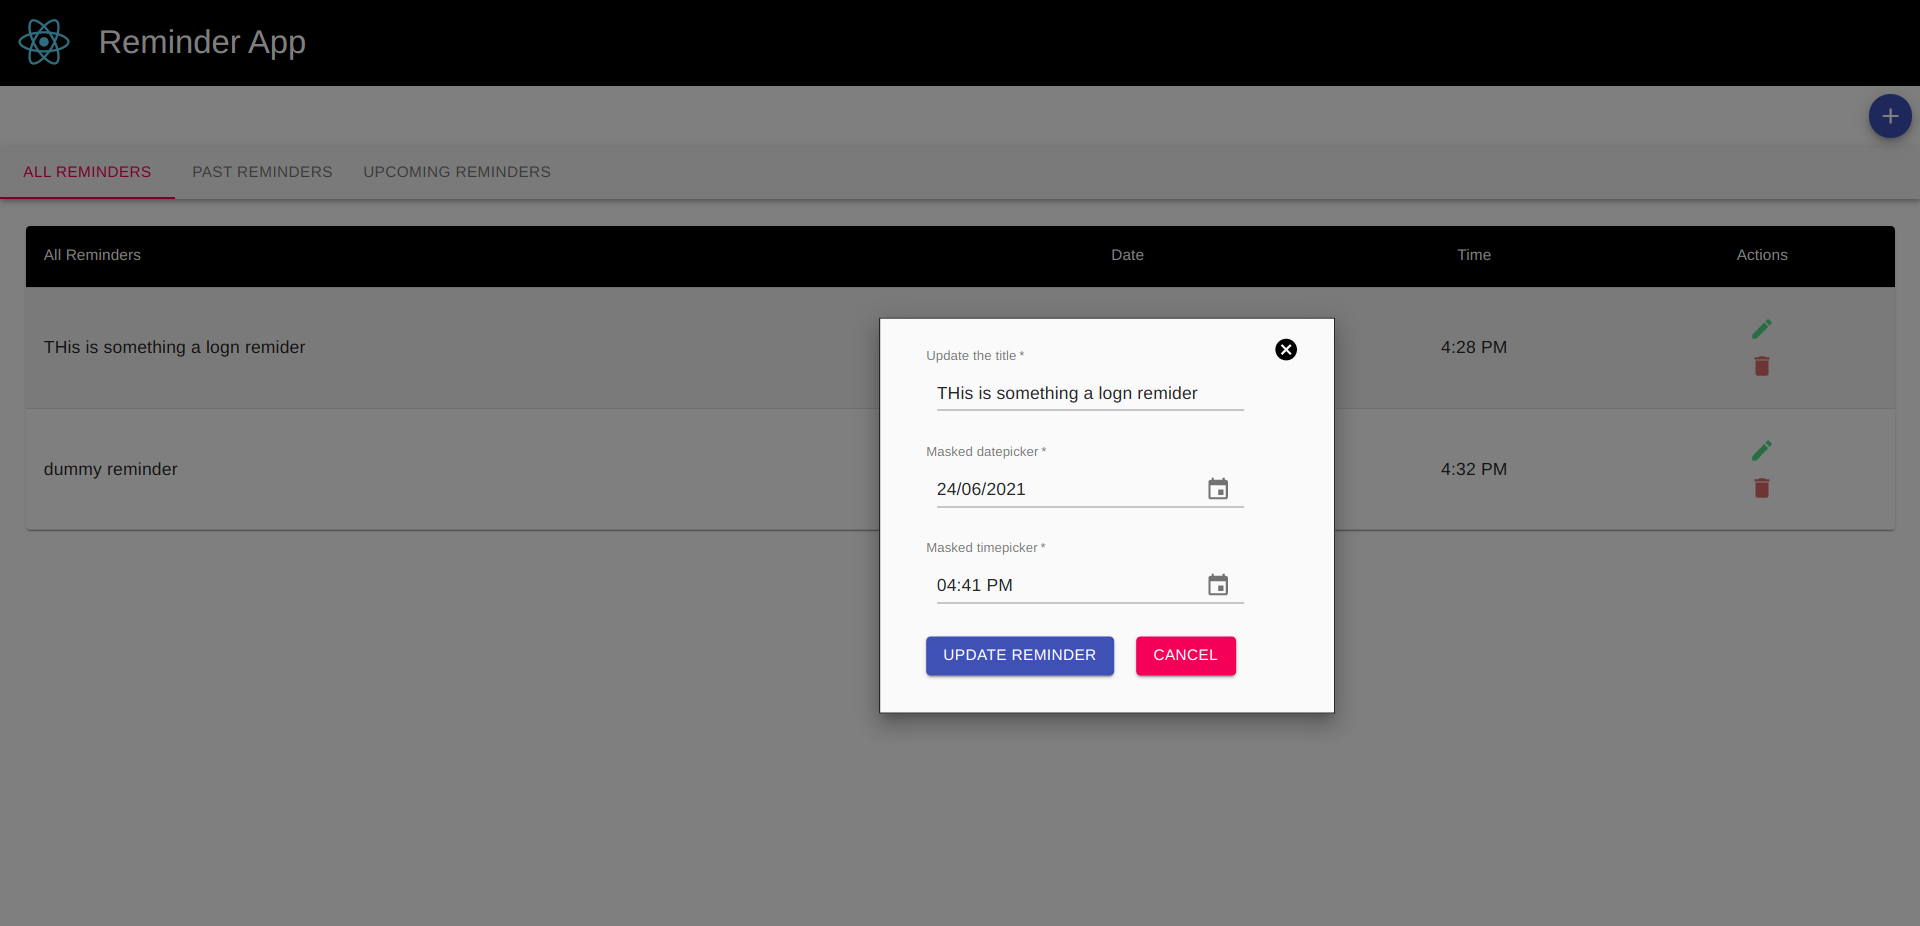 Reminder App
ALL REMINDERS PAST REMINDERS UPCOMING REMINDERS
All Reminders Date Time Actions
THis is something a logn remider 4:28 PM
dummy reminder 4:32 PM
Update the title *
THis is something a logn remider
Masked datepicker *
24/06/2021
Masked timepicker *
04:41 PM
UPDATE REMINDER CANCEL